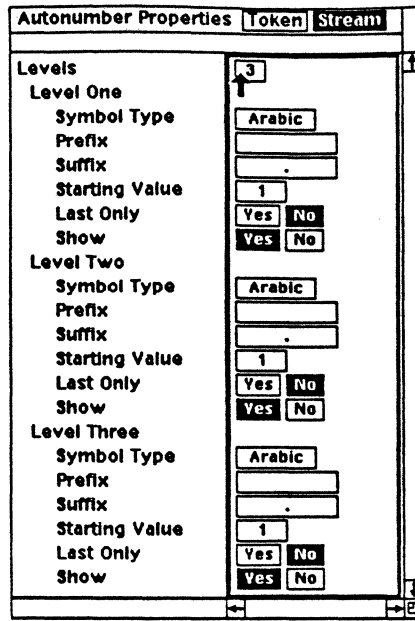 Autonumber Properties Token Stream
Levels 3
Level One
Symbol Type Arabic
Prefix
Suffix .
Starting Value 1
Last Only Yes No
Show Yes No
Level Two
Symbol Type Arabic
Prefix
Suffix .
Starting Value 1
Last Only Yes No
Show Yes No
Level Three
Symbol Type Arabic
Prefix
Suffix .
Starting Value 1
Last Only Yes No
Show Yes No